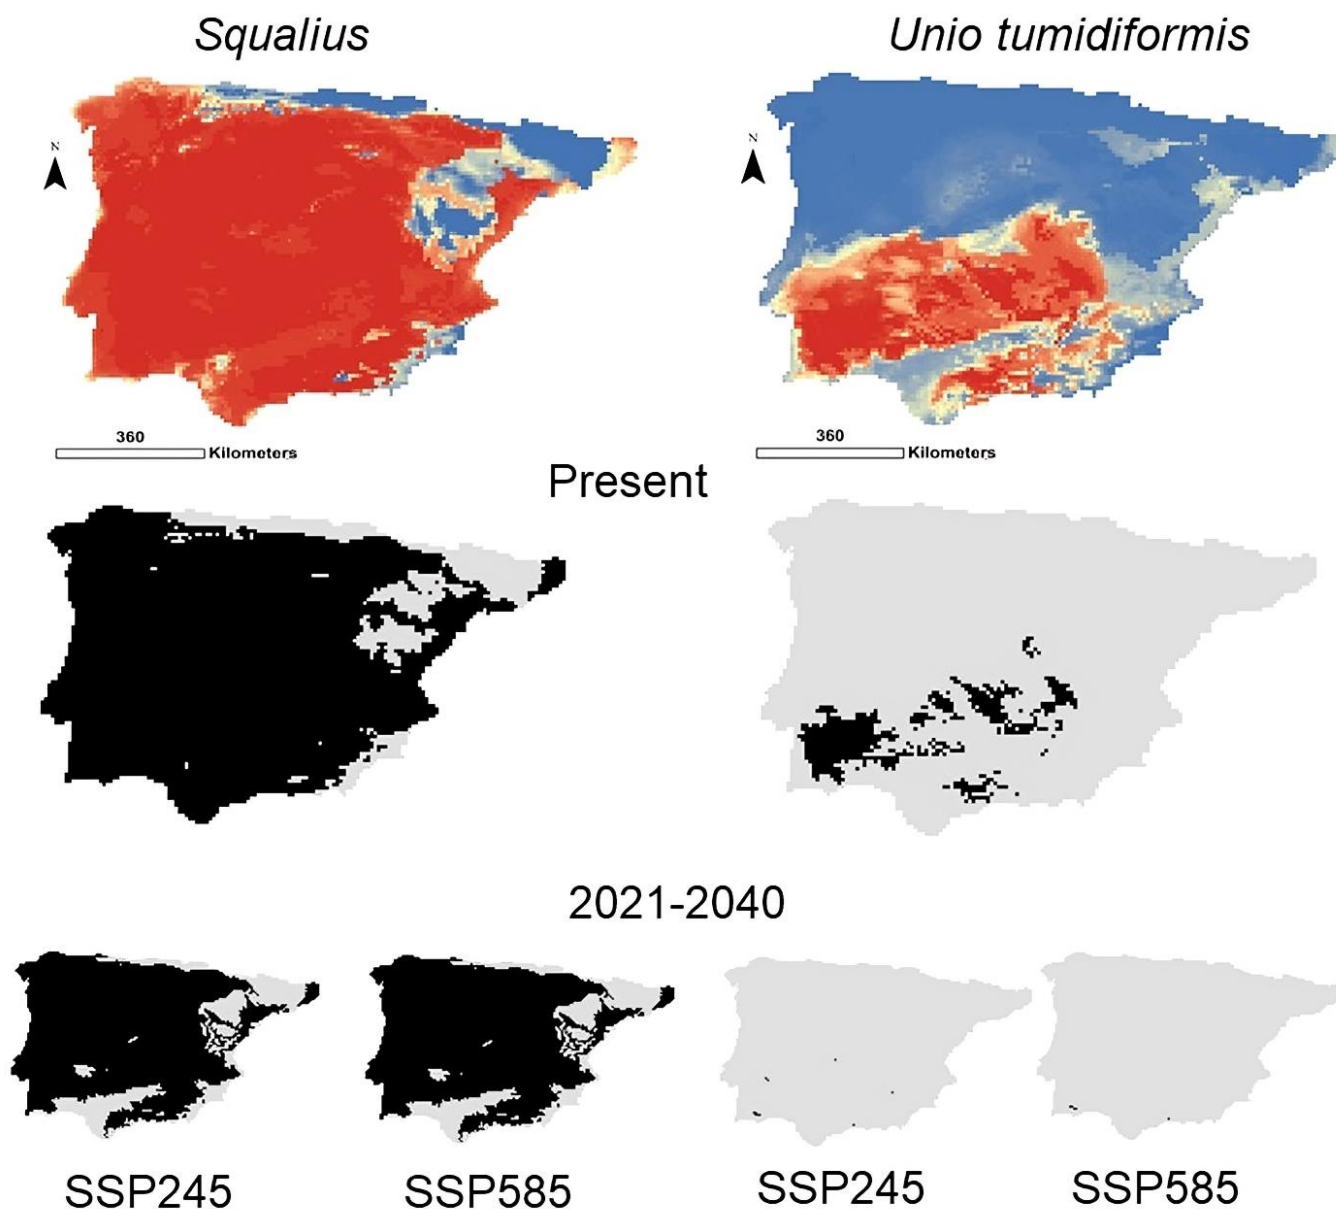 Squalius
Unio tumidiformis
N
N
360
Kilometers
360
Kilometers
Present
2021-2040
SSP245
SSP585
SSP245
SSP585